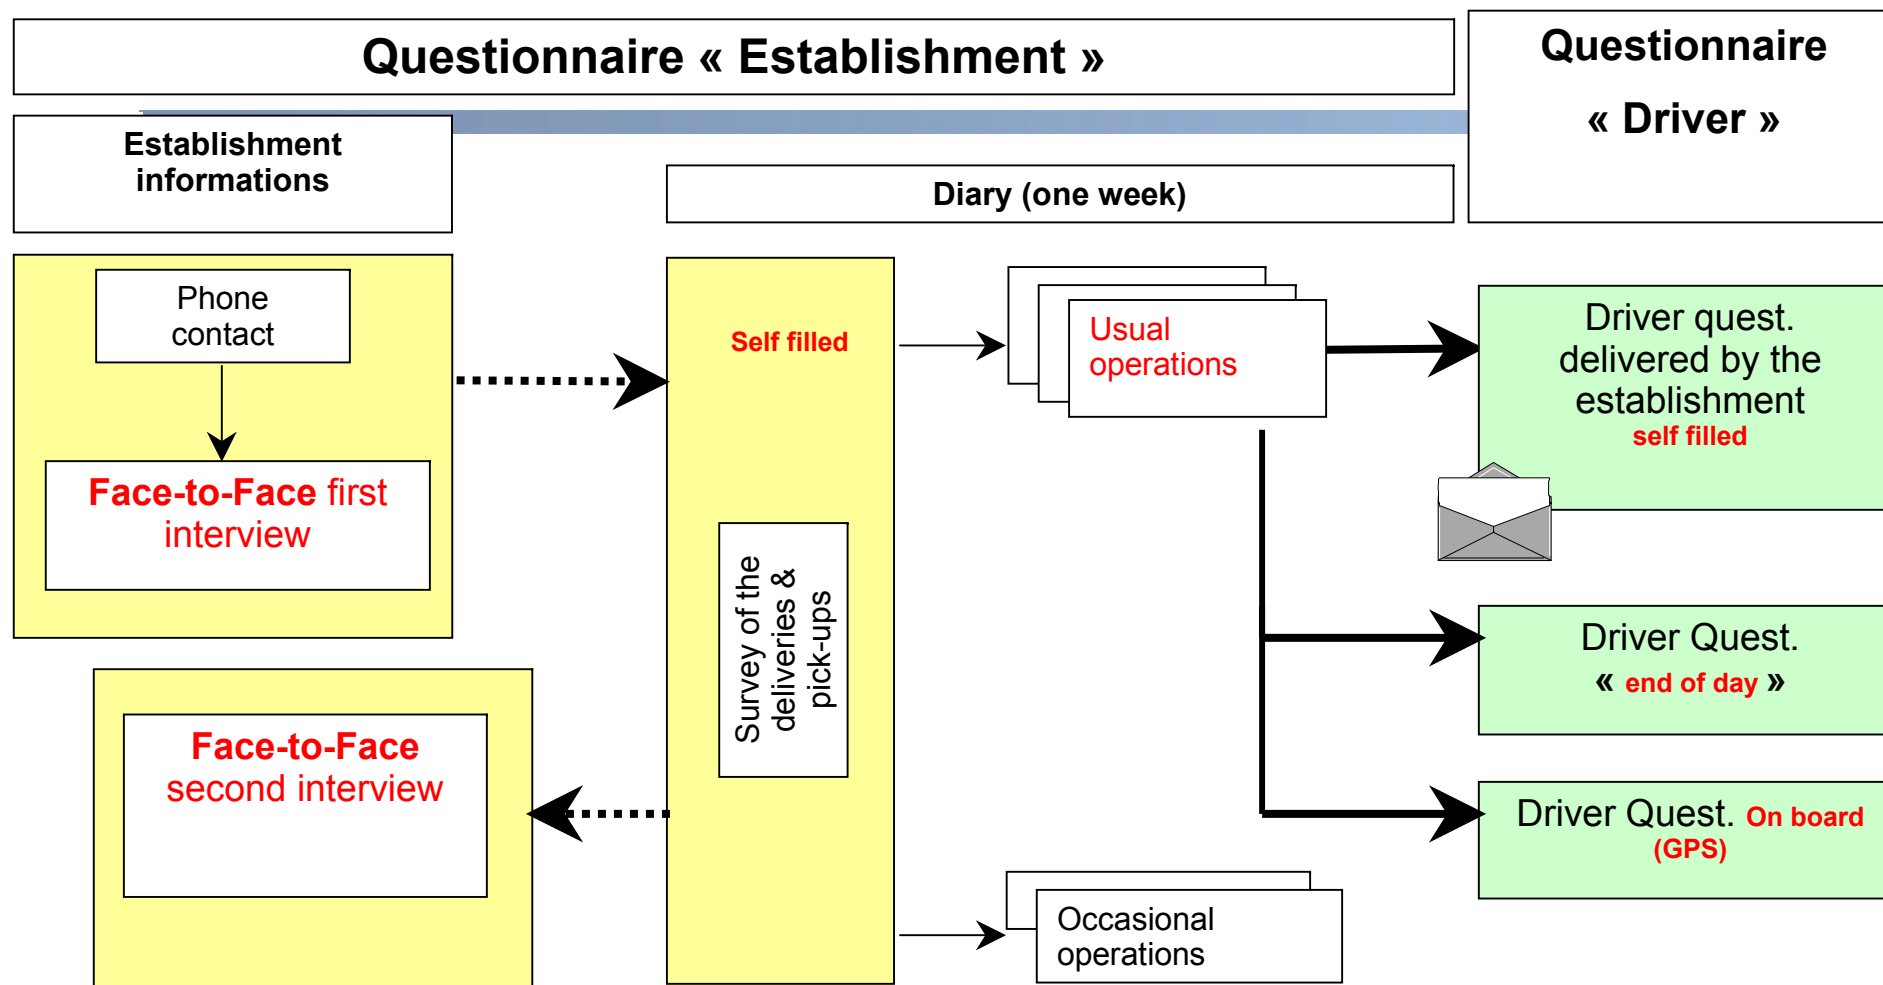 Questionnaire « Establishment »
Questionnaire
« Driver »
Establishment
informations
Diary (one week)
Phone
contact
Face-to-Face first
interview
Face-to-Face
second interview
Self filled
Survey of the
deliveries &
pick-ups
Usual
operations
Occasional
operations
Driver quest.
delivered by the
establishment
self filled
Driver Quest.
« end of day »
Driver Quest. On board
(GPS)